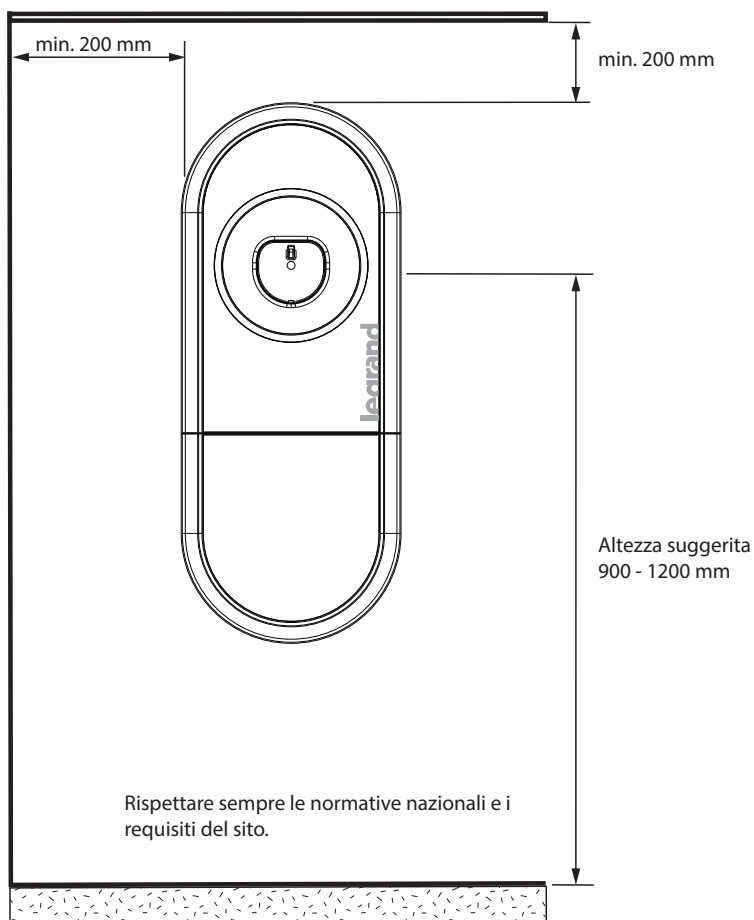 min. 200 mm
min. 200 mm
legrand
Altezza suggerita
900 - 1200 mm
Rispettare sempre le normative nazionali e i
requisiti del sito.